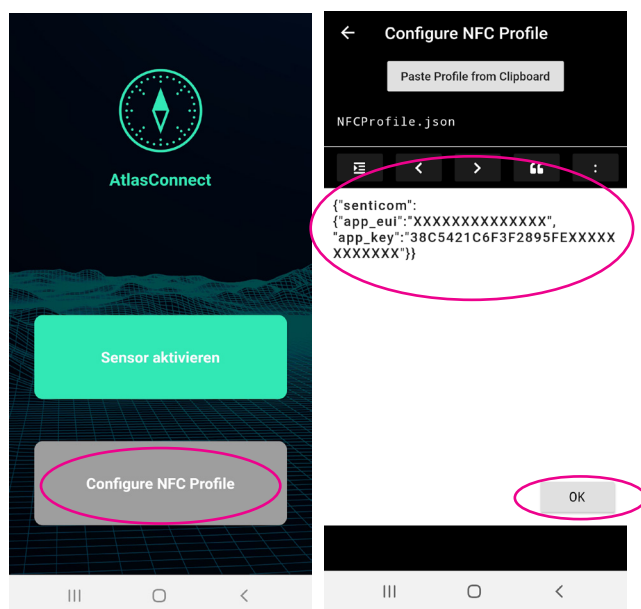 AtlasConnect
Sensor aktivieren
Configure NFC Profile
Configure NFC Profile
Paste Profile from Clipboard
NFCProfile.json
{"senticom":
{"app_eui":"XXXXXXXXXXXXXX",
"app_key":"38C5421C6F3F2895FEXXXXX
XXXXXXX"}}
OK